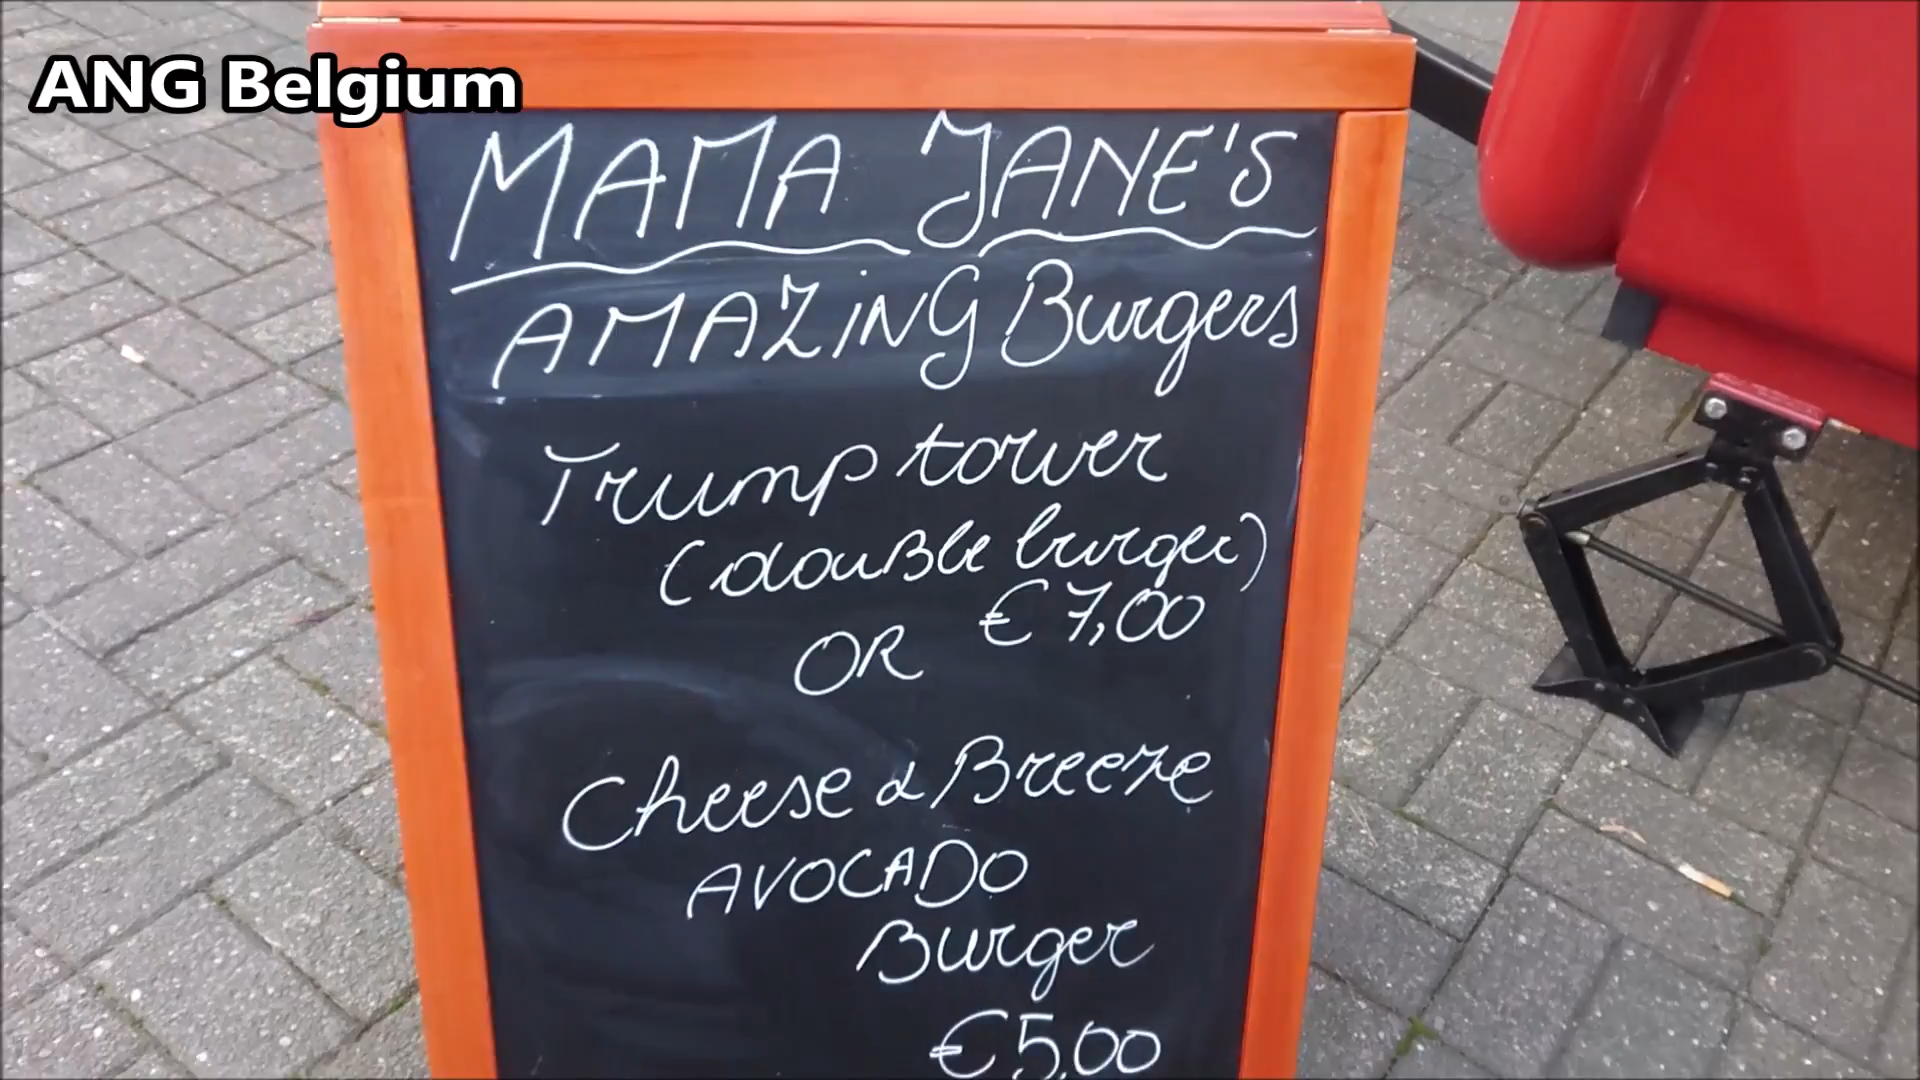 ANG Belgium
MAMA JANE'S
AMAZiNG Burgers
Trump tower
(douBle burger)
€ 7,00
OR
Cheese & Breeze
AVOCADO
Burger
€ 5,00